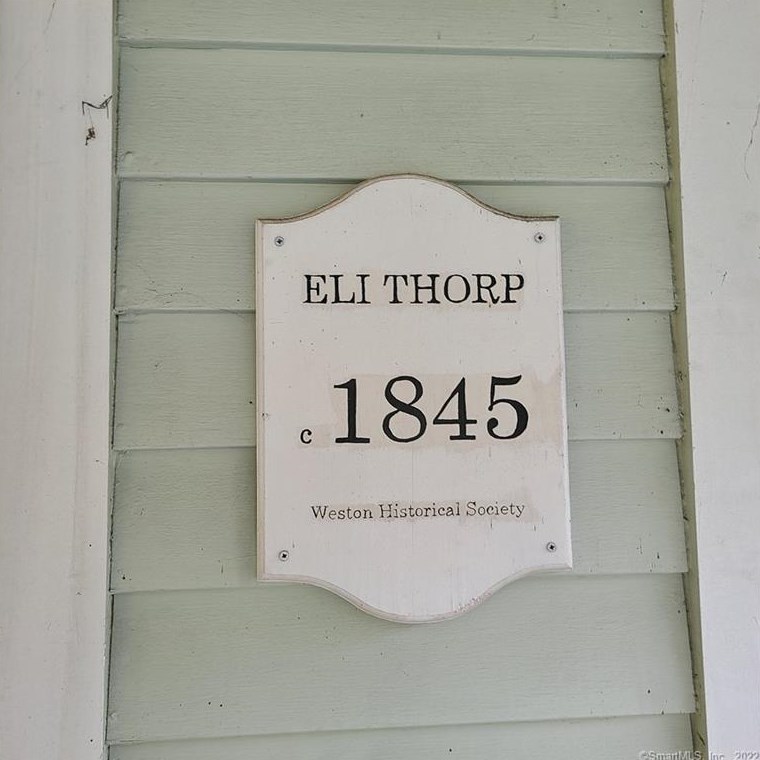 ELI THORP
c 1845
Weston Historical Society
©SmartMLS, Inc. 2022